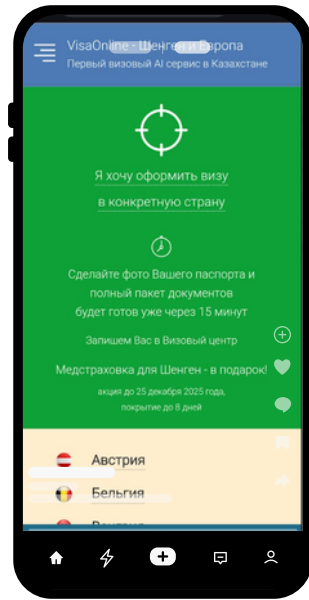 VisaOnline - Шенген и Европа
Первый визовый AI сервис в Казахстане
Я хочу оформить визу
в конкретную страну
Сделайте фото Вашего паспорта и
полный пакет документов
будет готов уже через 15 минут
Запишем Вас в Визовый центр
Медстраховка для Шенген - в подарок!
акция до 25 декабря 2025 года,
покрытие до 8 дней
Австрия
Бельгия